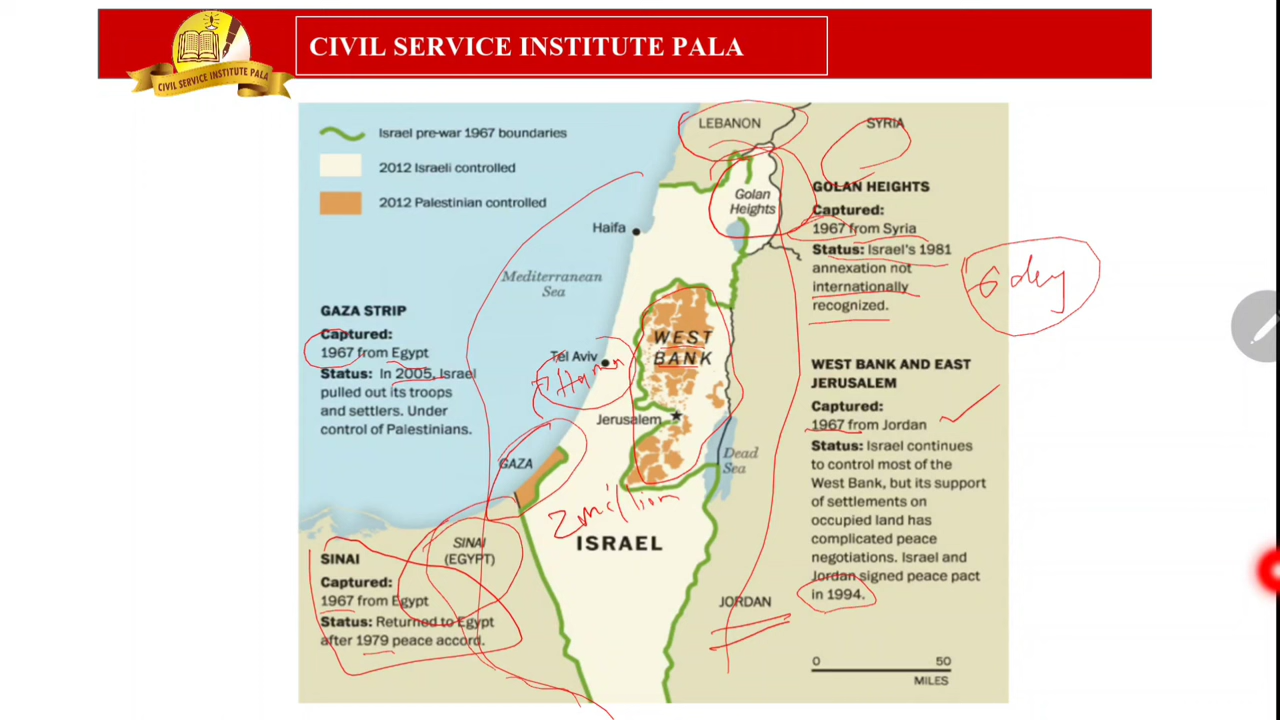 CIVIL SERVICE INSTITUTE PALA
CIVIL SERVICE INSTITUTE PALA
Israel pre-war 1967 boundaries
2012 Israeli controlled
2012 Palestinian controlled
LEBANON
SYRIA
Golan
Heights
GOLAN HEIGHTS
Captured:
1967 from Syria
Status: Israel's 1981
annexation not
internationally
recognized.
6 day
Haifa
Mediterranean
Sea
GAZA STRIP
Captured:
1967 from Egypt
Status: In 2005, Israel
pulled out its troops
and settlers. Under
control of Palestinians.
WEST
BANK
Tel Aviv
Jerusalem
WEST BANK AND EAST
JERUSALEM
Captured:
1967 from Jordan
Status: Israel continues
to control most of the
West Bank, but its support
of settlements on
occupied land has
complicated peace
negotiations. Israel and
Jordan signed peace pact
in 1994.
GAZA
Dead
Sea
2 million
ISRAEL
SINAI
(EGYPT)
SINAI
Captured:
1967 from Egypt
Status: Returned to Egypt
after 1979 peace accord.
JORDAN
0 50
MILES